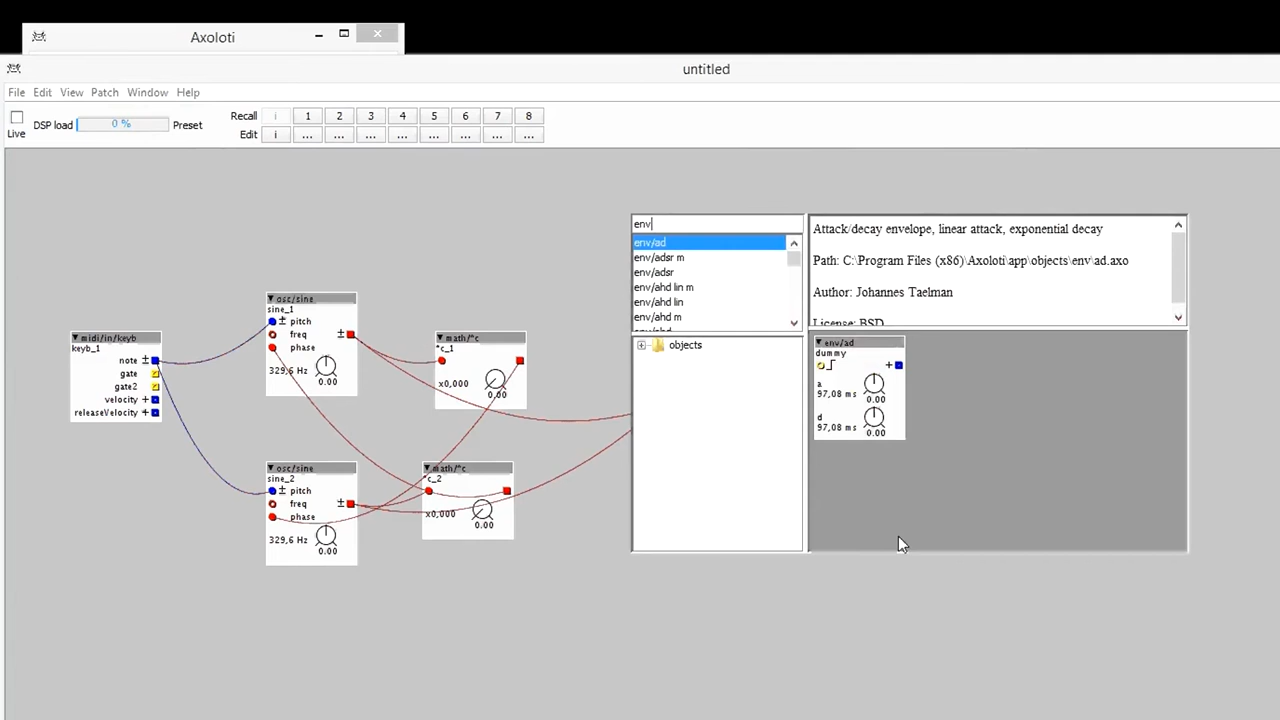 Axoloti
untitled
File Edit View Patch Window Help
Live
DSP load 0 % Preset
Recall i 1 2 3 4 5 6 7 8
Edit i ... ... ... ... ... ... ... ...
midi/in/keyb
keyb_1
note ±
gate
gate2
velocity +
releaseVelocity +
osc/sine
sine_1
± pitch
freq ±
phase
329,6 Hz
0.00
math/*c
*c_1
x0,000
0.00
osc/sine
sine_2
± pitch
freq ±
phase
329,6 Hz
0.00
math/*c
*c_2
x0,000
0.00
env
env/ad
env/adsr m
env/adsr
env/ahd lin m
env/ahd lin
env/ahd m
env/ahd
objects
Attack/decay envelope, linear attack, exponential decay
Path: C:\Program Files (x86)\Axoloti\app\objects\env\ad.axo
Author: Johannes Taelman
License: BSD
env/ad
dummy
+
a
97,08 ms
0.00
d
97,08 ms
0.00